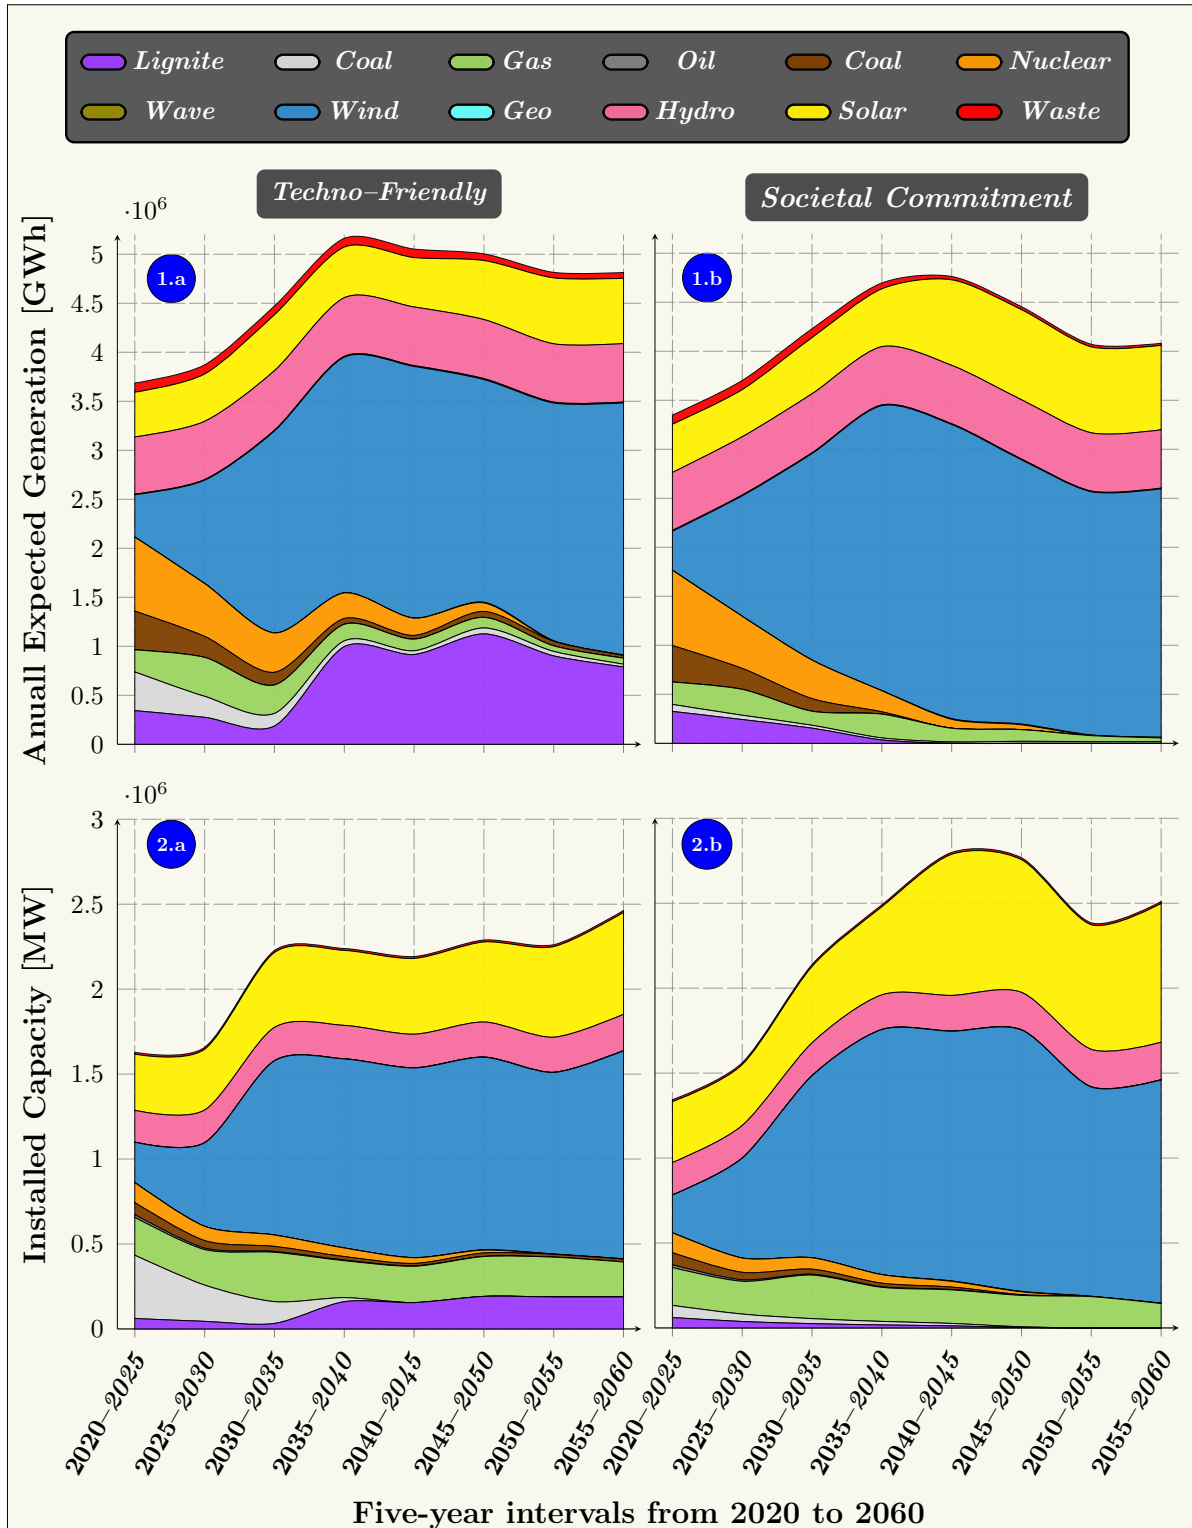 Lignite Coal Gas Oil Coal Nuclear
Wave Wind Geo Hydro Solar Waste
Techno–Friendly Societal Commitment
·10⁶
Anuall Expected Generation [GWh]
1.a 1.b
5
4.5
4
3.5
3
2.5
2
1.5
1
0.5
0
·10⁶
Installed Capacity [MW]
2.a 2.b
3
2.5
2
1.5
1
0.5
0
2020–2025 2025–2030 2030–2035 2035–2040 2040–2045 2045–2050 2050–2055 2055–2060 2020–2025 2025–2030 2030–2035 2035–2040 2040–2045 2045–2050 2050–2055 2055–2060
Five-year intervals from 2020 to 2060